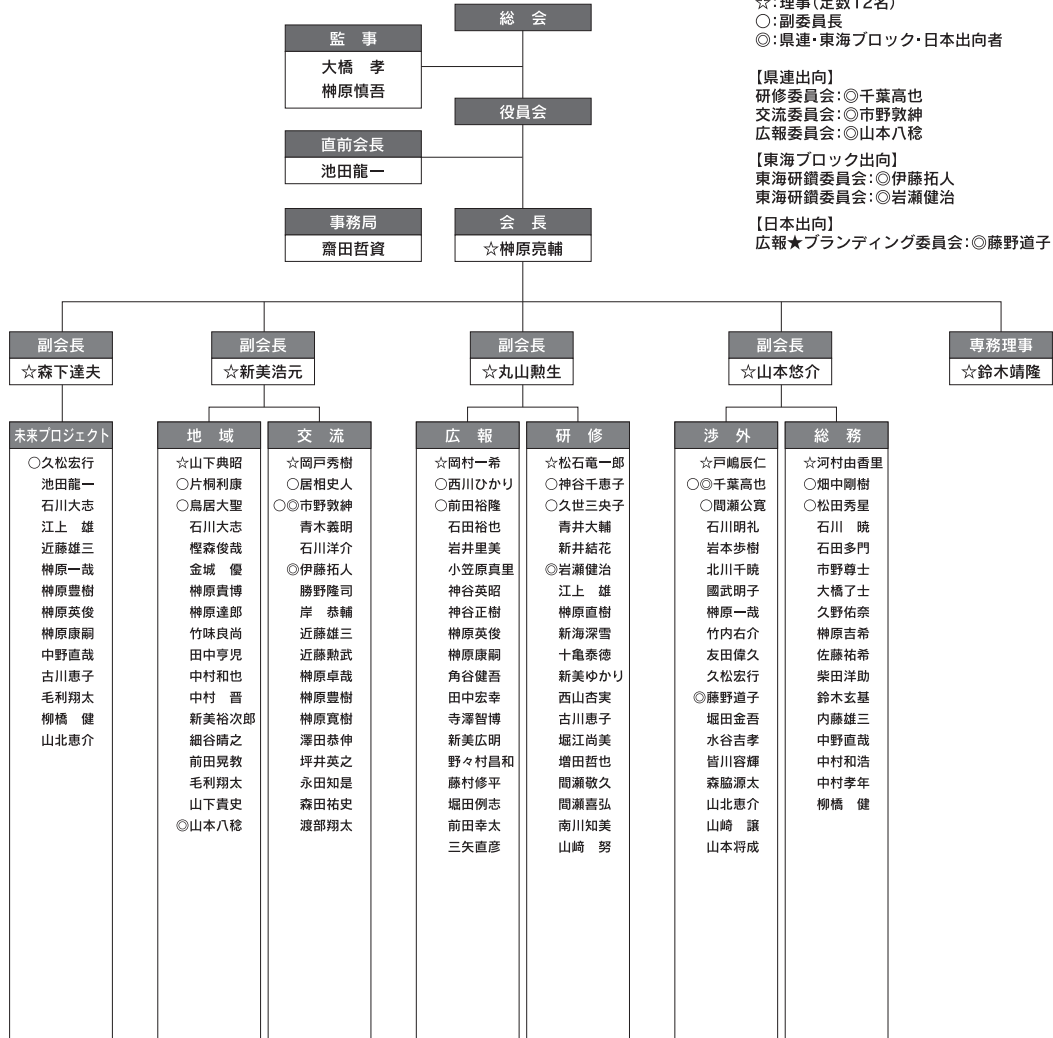 総　会
監　事
大橋　孝
榊原慎吾
役員会
直前会長
池田龍一
事務局
齋田哲資
会　長
☆榊原亮輔
☆:理事(定数12名)
○:副委員長
◎:県連・東海ブロック・日本出向者
【県連出向】
研修委員会:◎千葉高也
交流委員会:◎市野敦紳
広報委員会:◎山本八稔
【東海ブロック出向】
東海研鑽委員会:◎伊藤拓人
東海研鑽委員会:◎岩瀬健治
【日本出向】
広報★ブランディング委員会:◎藤野道子
副会長
☆森下達夫
副会長
☆新美浩元
副会長
☆丸山勲生
副会長
☆山本悠介
専務理事
☆鈴木靖隆
未来プロジェクト
○久松宏行
池田龍一
石川大志
江上　雄
近藤雄三
榊原一哉
榊原豊樹
榊原英俊
榊原康嗣
中野直哉
古川恵子
毛利翔太
柳橋　健
山北恵介
地　域
☆山下典昭
○片桐利康
○鳥居大聖
石川大志
樫森俊哉
金城　優
榊原貴博
榊原達郎
竹味良尚
田中亨児
中村和也
中村　晋
新美裕次郎
細谷晴之
前田晃教
毛利翔太
山下貴史
◎山本八稔
交　流
☆岡戸秀樹
○居相史人
○◎市野敦紳
青木義明
石川洋介
◎伊藤拓人
勝野隆司
岸　恭輔
近藤雄三
近藤勲武
榊原卓哉
榊原豊樹
榊原寛樹
澤田恭伸
坪井英之
永田知是
森田祐史
渡部翔太
広　報
☆岡村一希
○西川ひかり
○前田裕隆
石田裕也
岩井里美
小笠原真里
神谷英昭
神谷正樹
榊原英俊
榊原康嗣
角谷健吾
田中宏幸
寺澤智博
新美広明
野々村昌和
藤村修平
堀田例志
前田幸太
三矢直彦
研　修
☆松石竜一郎
○神谷千恵子
○久世三央子
青井大輔
新井結花
◎岩瀬健治
江上　雄
榊原直樹
新海深雪
十亀泰徳
新美ゆかり
西山杏実
古川恵子
堀江尚美
増田哲也
間瀬敬久
間瀬喜弘
南川知美
山﨑　努
渉　外
☆戸嶋辰仁
○◎千葉高也
○間瀬公寛
石川明礼
岩本歩樹
北川千暁
國武明子
榊原一哉
竹内右介
友田偉久
久松宏行
◎藤野道子
堀田金吾
水谷吉孝
皆川容輝
森脇源太
山北恵介
山崎　譲
山本将成
総　務
☆河村由香里
○畑中剛樹
○松田秀星
石川　暁
石田多門
市野尊士
大橋了士
久野佑奈
榊原吉希
佐藤祐希
柴田洋助
鈴木玄基
内藤雄三
中野直哉
中村和浩
中村孝年
柳橋　健